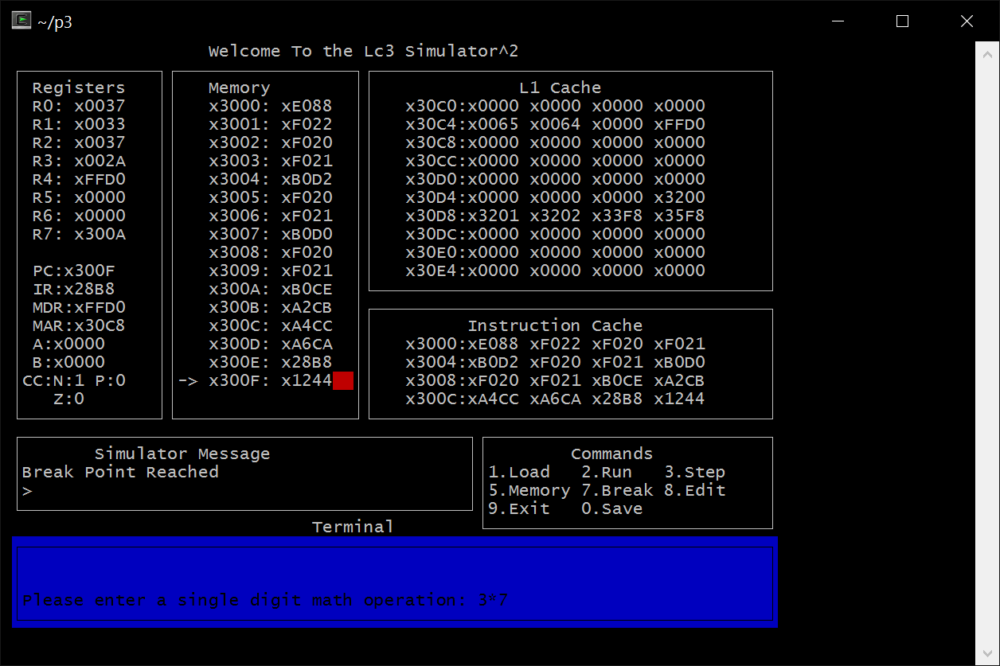 ~/p3
Welcome To the Lc3 Simulator^2
Registers
R0: x0037
R1: x0033
R2: x0037
R3: x002A
R4: xFFD0
R5: x0000
R6: x0000
R7: x300A
PC:x300F
IR:x28B8
MDR:xFFD0
MAR:x30C8
A:x0000
B:x0000
CC:N:1 P:0
Z:0
Memory
x3000: xE088
x3001: xF022
x3002: xF020
x3003: xF021
x3004: xB0D2
x3005: xF020
x3006: xF021
x3007: xB0D0
x3008: xF020
x3009: xF021
x300A: xB0CE
x300B: xA2CB
x300C: xA4CC
x300D: xA6CA
x300E: x28B8
-> x300F: x1244
L1 Cache
x30C0:x0000 x0000 x0000 x0000
x30C4:x0065 x0064 x0000 xFFD0
x30C8:x0000 x0000 x0000 x0000
x30CC:x0000 x0000 x0000 x0000
x30D0:x0000 x0000 x0000 x0000
x30D4:x0000 x0000 x0000 x3200
x30D8:x3201 x3202 x33F8 x35F8
x30DC:x0000 x0000 x0000 x0000
x30E0:x0000 x0000 x0000 x0000
x30E4:x0000 x0000 x0000 x0000
Instruction Cache
x3000:xE088 xF022 xF020 xF021
x3004:xB0D2 xF020 xF021 xB0D0
x3008:xF020 xF021 xB0CE xA2CB
x300C:xA4CC xA6CA x28B8 x1244
Simulator Message
Break Point Reached
>
Commands
1.Load 2.Run 3.Step
5.Memory 7.Break 8.Edit
9.Exit 0.Save
Terminal
Please enter a single digit math operation: 3*7